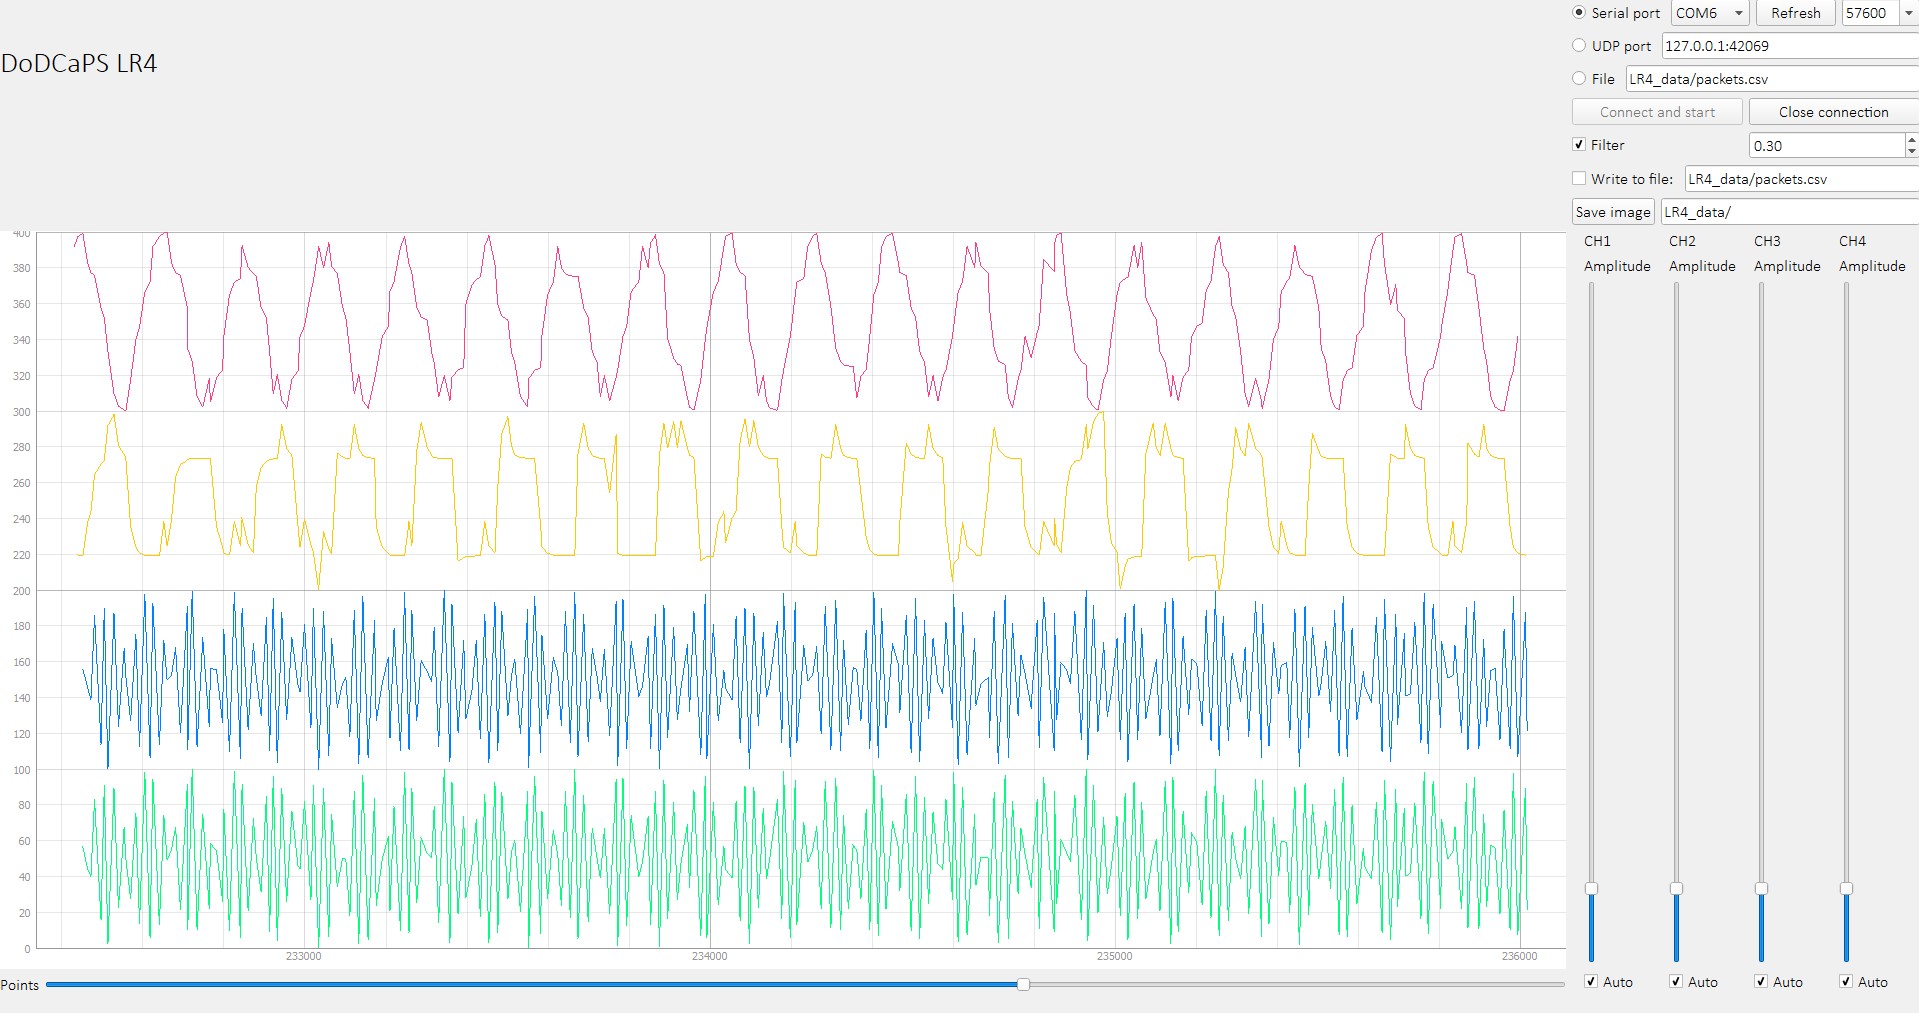 Serial port COM6 Refresh 57600
UDP port 127.0.0.1:42069
DoDCaPS LR4
File LR4_data/packets.csv
Connect and start Close connection
Filter 0.30
Write to file: LR4_data/packets.csv
Save image LR4_data/
CH1 CH2 CH3 CH4
Amplitude Amplitude Amplitude Amplitude
400
380
360
340
320
300
280
260
240
220
200
180
160
140
120
100
80
60
40
20
0
233000 234000 235000 236000
Points
Auto Auto Auto Auto